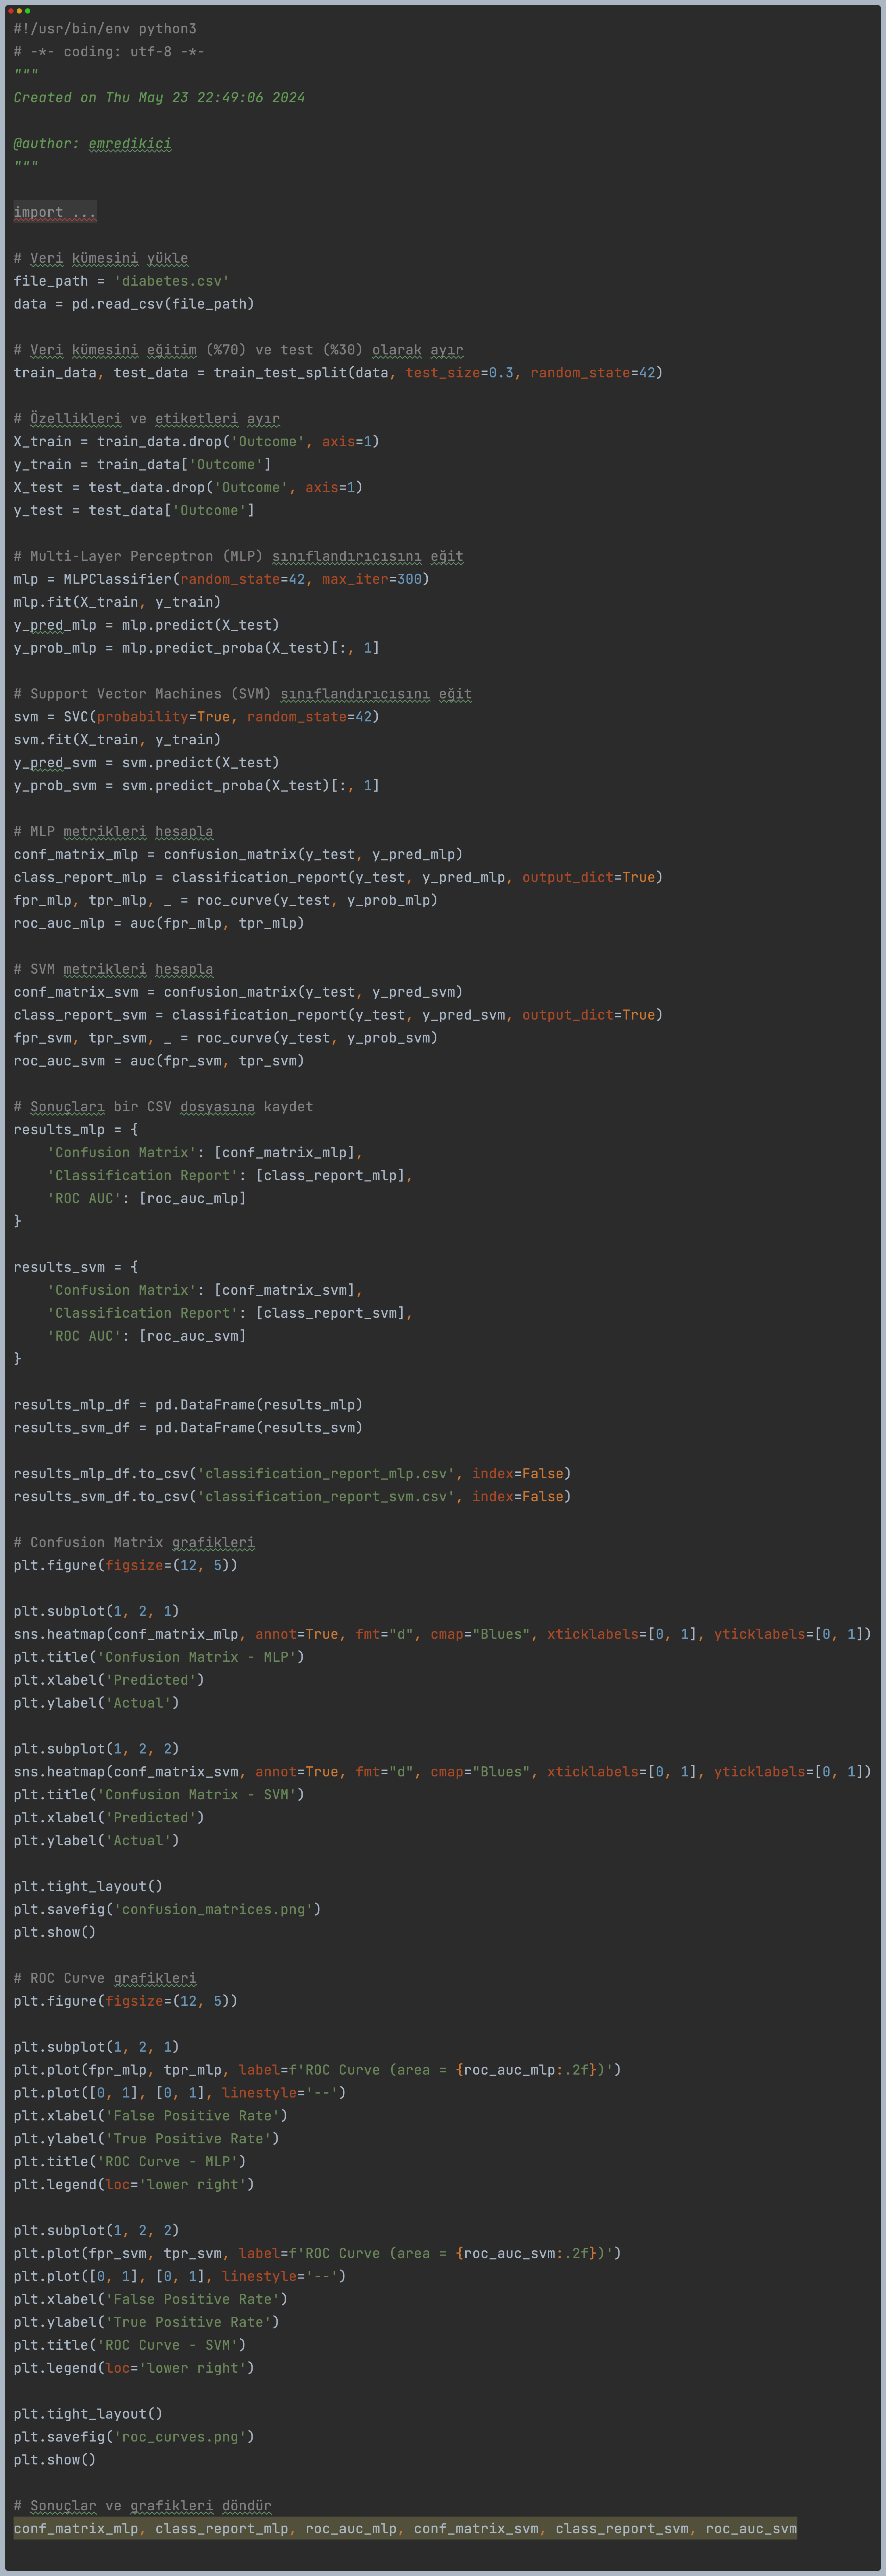 #!/usr/bin/env python3
# -*- coding: utf-8 -*-
"""
Created on Thu May 23 22:49:06 2024

@author: emredikici
"""

import ...

# Veri kümesini yükle
file_path = 'diabetes.csv'
data = pd.read_csv(file_path)

# Veri kümesini eğitim (%70) ve test (%30) olarak ayır
train_data, test_data = train_test_split(data, test_size=0.3, random_state=42)

# Özellikleri ve etiketleri ayır
X_train = train_data.drop('Outcome', axis=1)
y_train = train_data['Outcome']
X_test = test_data.drop('Outcome', axis=1)
y_test = test_data['Outcome']

# Multi-Layer Perceptron (MLP) sınıflandırıcısını eğit
mlp = MLPClassifier(random_state=42, max_iter=300)
mlp.fit(X_train, y_train)
y_pred_mlp = mlp.predict(X_test)
y_prob_mlp = mlp.predict_proba(X_test)[:, 1]

# Support Vector Machines (SVM) sınıflandırıcısını eğit
svm = SVC(probability=True, random_state=42)
svm.fit(X_train, y_train)
y_pred_svm = svm.predict(X_test)
y_prob_svm = svm.predict_proba(X_test)[:, 1]

# MLP metrikleri hesapla
conf_matrix_mlp = confusion_matrix(y_test, y_pred_mlp)
class_report_mlp = classification_report(y_test, y_pred_mlp, output_dict=True)
fpr_mlp, tpr_mlp, _ = roc_curve(y_test, y_prob_mlp)
roc_auc_mlp = auc(fpr_mlp, tpr_mlp)

# SVM metrikleri hesapla
conf_matrix_svm = confusion_matrix(y_test, y_pred_svm)
class_report_svm = classification_report(y_test, y_pred_svm, output_dict=True)
fpr_svm, tpr_svm, _ = roc_curve(y_test, y_prob_svm)
roc_auc_svm = auc(fpr_svm, tpr_svm)

# Sonuçları bir CSV dosyasına kaydet
results_mlp = {
    'Confusion Matrix': [conf_matrix_mlp],
    'Classification Report': [class_report_mlp],
    'ROC AUC': [roc_auc_mlp]
}

results_svm = {
    'Confusion Matrix': [conf_matrix_svm],
    'Classification Report': [class_report_svm],
    'ROC AUC': [roc_auc_svm]
}

results_mlp_df = pd.DataFrame(results_mlp)
results_svm_df = pd.DataFrame(results_svm)

results_mlp_df.to_csv('classification_report_mlp.csv', index=False)
results_svm_df.to_csv('classification_report_svm.csv', index=False)

# Confusion Matrix grafikleri
plt.figure(figsize=(12, 5))

plt.subplot(1, 2, 1)
sns.heatmap(conf_matrix_mlp, annot=True, fmt="d", cmap="Blues", xticklabels=[0, 1], yticklabels=[0, 1])
plt.title('Confusion Matrix - MLP')
plt.xlabel('Predicted')
plt.ylabel('Actual')

plt.subplot(1, 2, 2)
sns.heatmap(conf_matrix_svm, annot=True, fmt="d", cmap="Blues", xticklabels=[0, 1], yticklabels=[0, 1])
plt.title('Confusion Matrix - SVM')
plt.xlabel('Predicted')
plt.ylabel('Actual')

plt.tight_layout()
plt.savefig('confusion_matrices.png')
plt.show()

# ROC Curve grafikleri
plt.figure(figsize=(12, 5))

plt.subplot(1, 2, 1)
plt.plot(fpr_mlp, tpr_mlp, label=f'ROC Curve (area = {roc_auc_mlp:.2f})')
plt.plot([0, 1], [0, 1], linestyle='--')
plt.xlabel('False Positive Rate')
plt.ylabel('True Positive Rate')
plt.title('ROC Curve - MLP')
plt.legend(loc='lower right')

plt.subplot(1, 2, 2)
plt.plot(fpr_svm, tpr_svm, label=f'ROC Curve (area = {roc_auc_svm:.2f})')
plt.plot([0, 1], [0, 1], linestyle='--')
plt.xlabel('False Positive Rate')
plt.ylabel('True Positive Rate')
plt.title('ROC Curve - SVM')
plt.legend(loc='lower right')

plt.tight_layout()
plt.savefig('roc_curves.png')
plt.show()

# Sonuçlar ve grafikleri döndür
conf_matrix_mlp, class_report_mlp, roc_auc_mlp, conf_matrix_svm, class_report_svm, roc_auc_svm